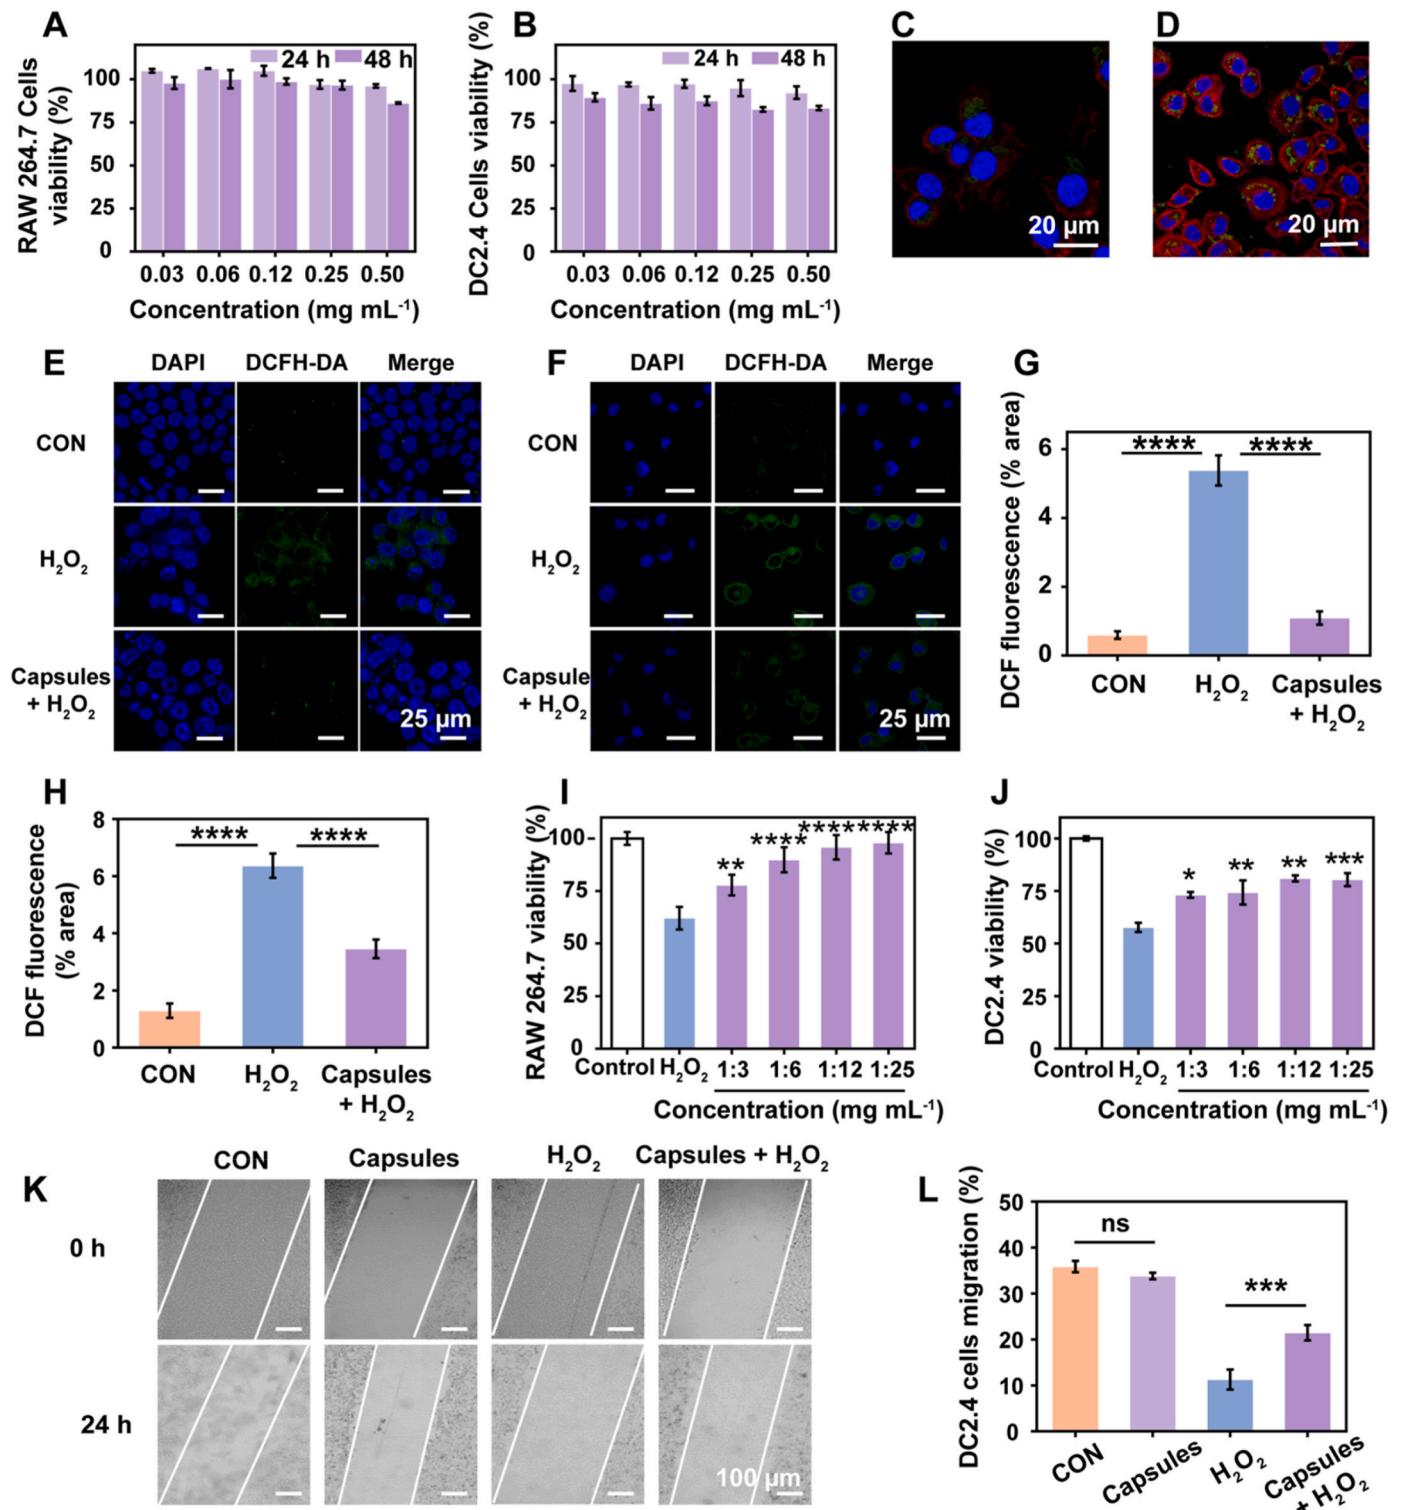 A
RAW 264.7 Cells
viability (%)
24 h
48 h
100
75
50
25
0
0.03
0.06
0.12
0.25
0.50
Concentration (mg mL⁻¹)
B
DC2.4 Cells viability (%)
24 h
48 h
100
75
50
25
0
0.03
0.06
0.12
0.25
0.50
Concentration (mg mL⁻¹)
C
20 µm
D
20 µm
E
DAPI
DCFH-DA
Merge
CON
H₂O₂
Capsules
+ H₂O₂
25 µm
F
DAPI
DCFH-DA
Merge
CON
H₂O₂
Capsule
+ H₂O₂
25 µm
G
DCF fluorescence (% area)
6
4
2
0
****
****
CON
H₂O₂
Capsules
+ H₂O₂
H
DCF fluorescence
(% area)
8
6
4
2
0
****
****
CON
H₂O₂
Capsules
+ H₂O₂
I
RAW 264.7 viability (%)
100
75
50
25
0
**
****
****
****
Control
H₂O₂
1:3
1:6
1:12
1:25
Concentration (mg mL⁻¹)
J
DC2.4 viability (%)
100
75
50
25
0
*
**
**
***
Control
H₂O₂
1:3
1:6
1:12
1:25
Concentration (mg mL⁻¹)
K
CON
Capsules
H₂O₂
Capsules + H₂O₂
0 h
24 h
100 µm
L
DC2.4 cells migration (%)
50
40
30
20
10
0
ns
***
CON
Capsules
H₂O₂
Capsules
+ H₂O₂